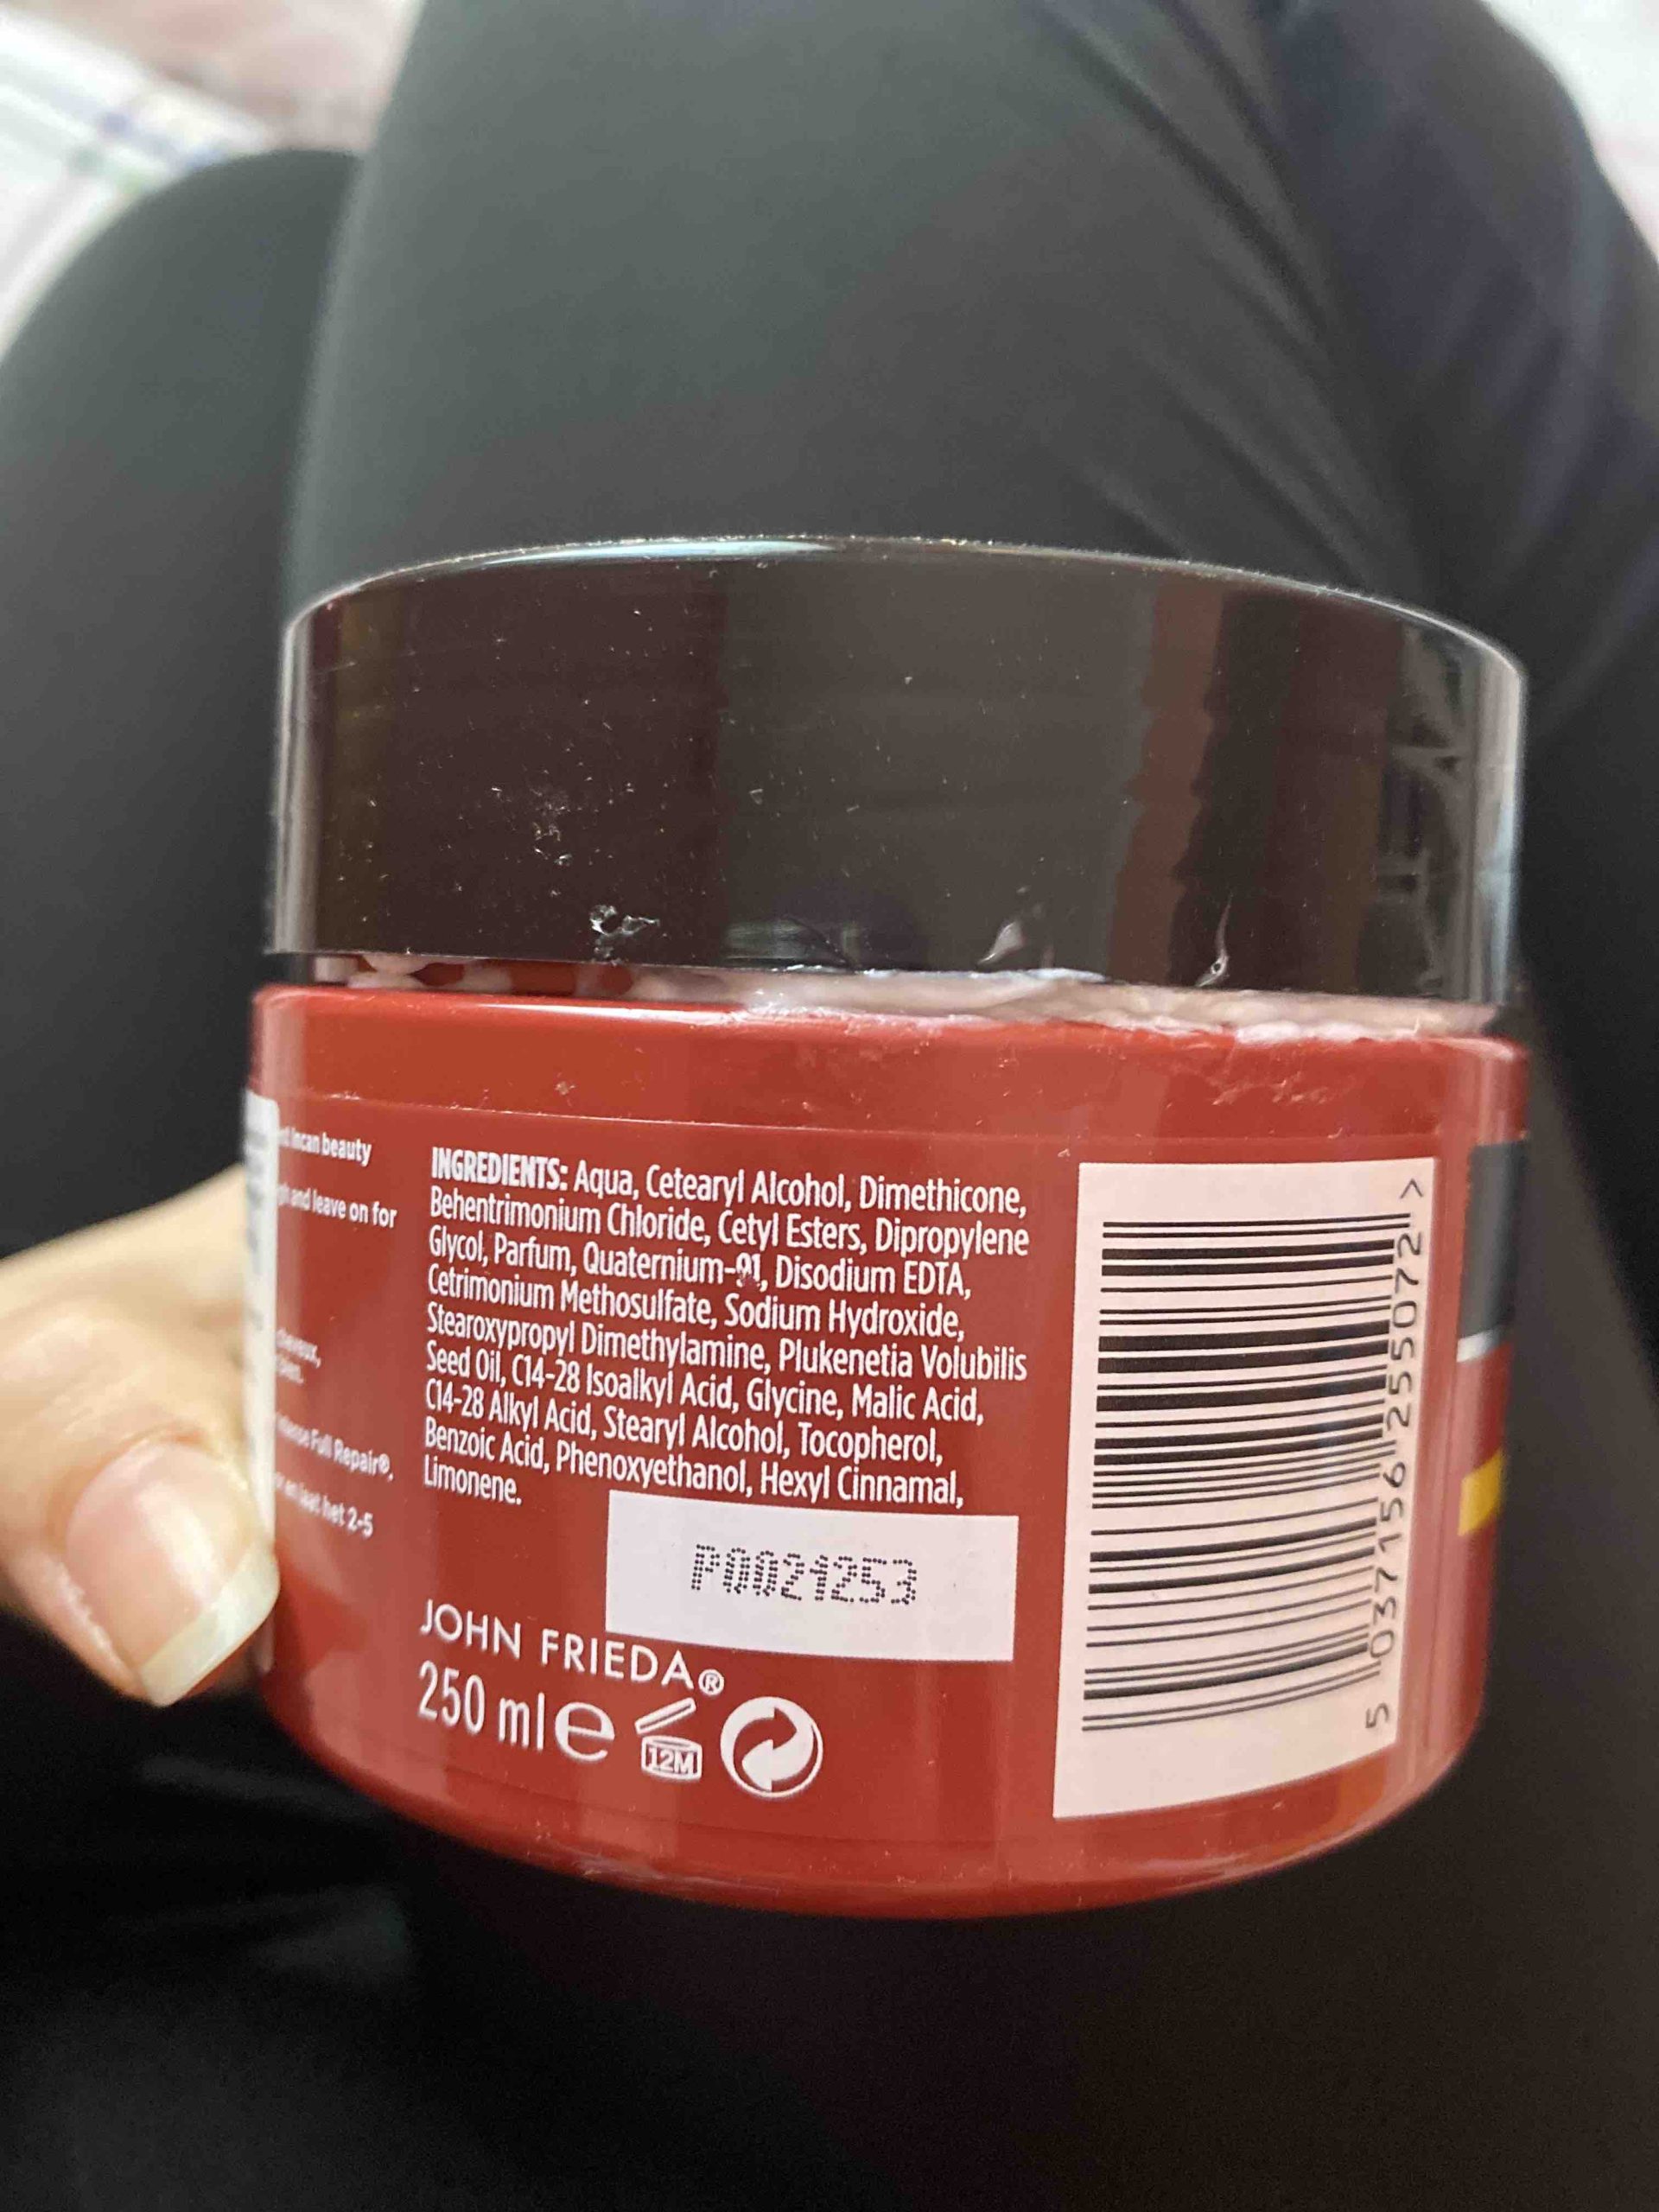 Incan beauty
and leave on for
Full Repair®,
het 2-5
INGREDIENTS: Aqua, Cetearyl Alcohol, Dimethicone,
Behentrimonium Chloride, Cetyl Esters, Dipropylene
Glycol, Parfum, Quaternium-91, Disodium EDTA,
Cetrimonium Methosulfate, Sodium Hydroxide,
Stearoxypropyl Dimethylamine, Plukenetia Volubilis
Seed Oil, C14-28 Isoalkyl Acid, Glycine, Malic Acid,
C14-28 Alkyl Acid, Stearyl Alcohol, Tocopherol,
Benzoic Acid, Phenoxyethanol, Hexyl Cinnamal,
Limonene.
P0021253
JOHN FRIEDA®
250 ml e
12M
5 037156 255072 >